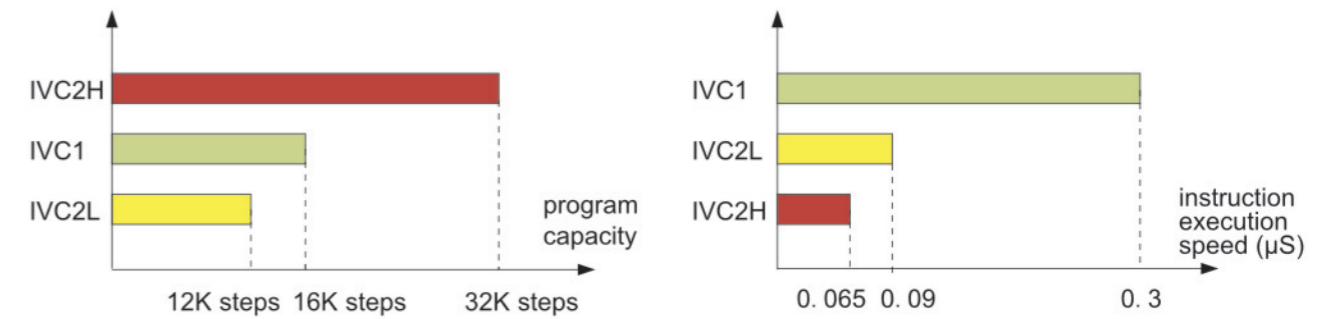 IVC2H
IVC1
IVC2L
program
capacity
12K steps
16K steps
32K steps
IVC1
IVC2L
IVC2H
instruction
execution
speed (μS)
0. 065
0. 09
0. 3